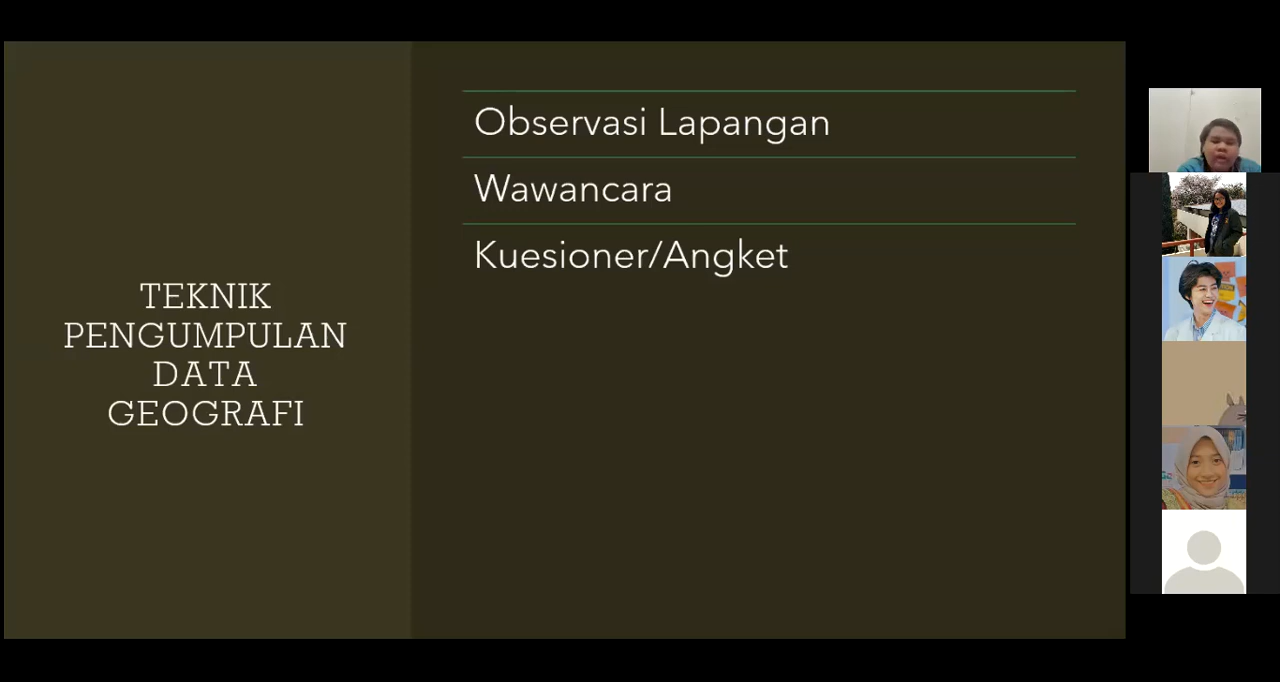 TEKNIK
PENGUMPULAN
DATA
GEOGRAFI
Observasi Lapangan
Wawancara
Kuesioner/Angket